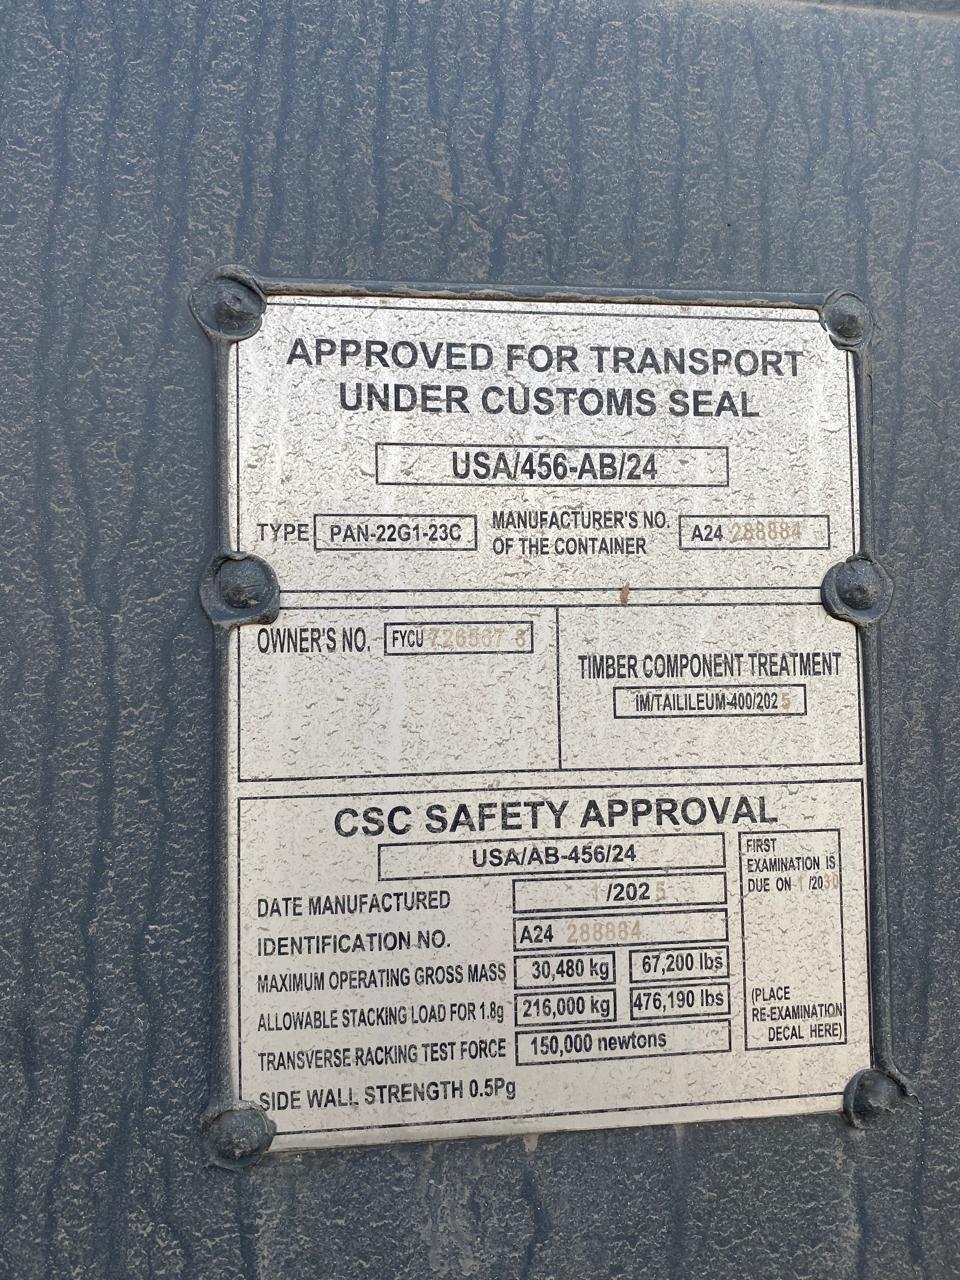 APPROVED FOR TRANSPORT
UNDER CUSTOMS SEAL
USA/456-AB/24
TYPE PAN-22G1-23C MANUFACTURER'S NO. OF THE CONTAINER A24 288884
OWNER'S NO. FYCU
TIMBER COMPONENT TREATMENT
IM/TAILILEUM-400/2025
CSC SAFETY APPROVAL
USA/AB-456/24
DATE MANUFACTURED 1/2025
IDENTIFICATION NO. A24 288884
MAXIMUM OPERATING GROSS MASS 30,480 kg 67,200 lbs
ALLOWABLE STACKING LOAD FOR 1.8g 216,000 kg 476,190 lbs
TRANSVERSE RACKING TEST FORCE 150,000 newtons
SIDE WALL STRENGTH 0.5Pg
FIRST
EXAMINATION IS
DUE ON 1/2030
(PLACE
RE-EXAMINATION
DECAL HERE)